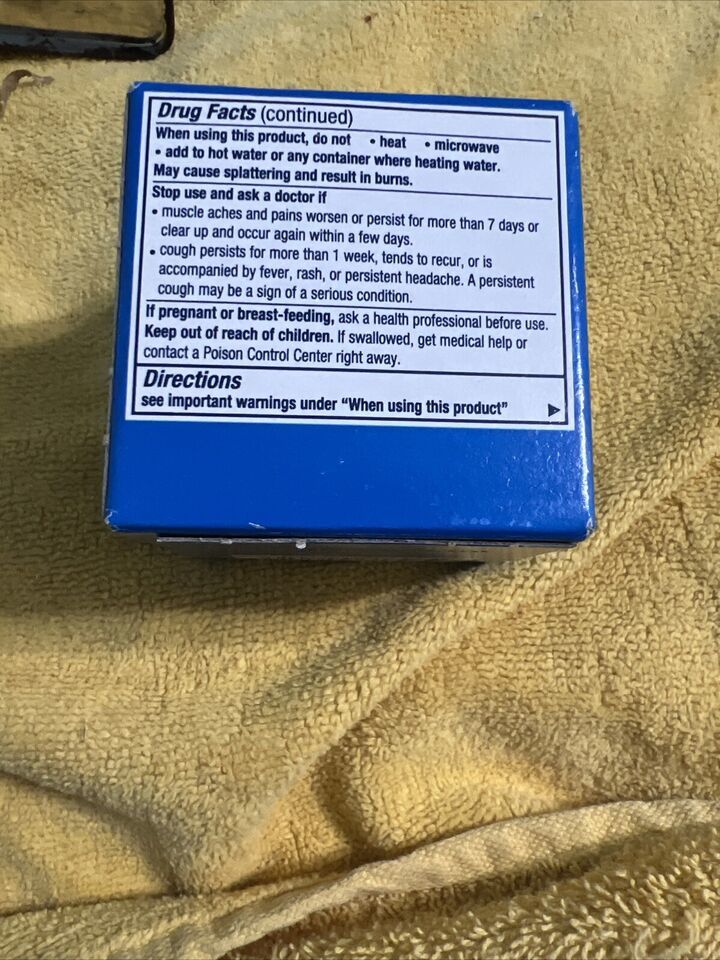 Drug Facts (continued)
When using this product, do not • heat • microwave
• add to hot water or any container where heating water.
May cause splattering and result in burns.
Stop use and ask a doctor if
• muscle aches and pains worsen or persist for more than 7 days or
clear up and occur again within a few days.
• cough persists for more than 1 week, tends to recur, or is
accompanied by fever, rash, or persistent headache. A persistent
cough may be a sign of a serious condition.
If pregnant or breast-feeding, ask a health professional before use.
Keep out of reach of children. If swallowed, get medical help or
contact a Poison Control Center right away.
Directions
see important warnings under “When using this product”